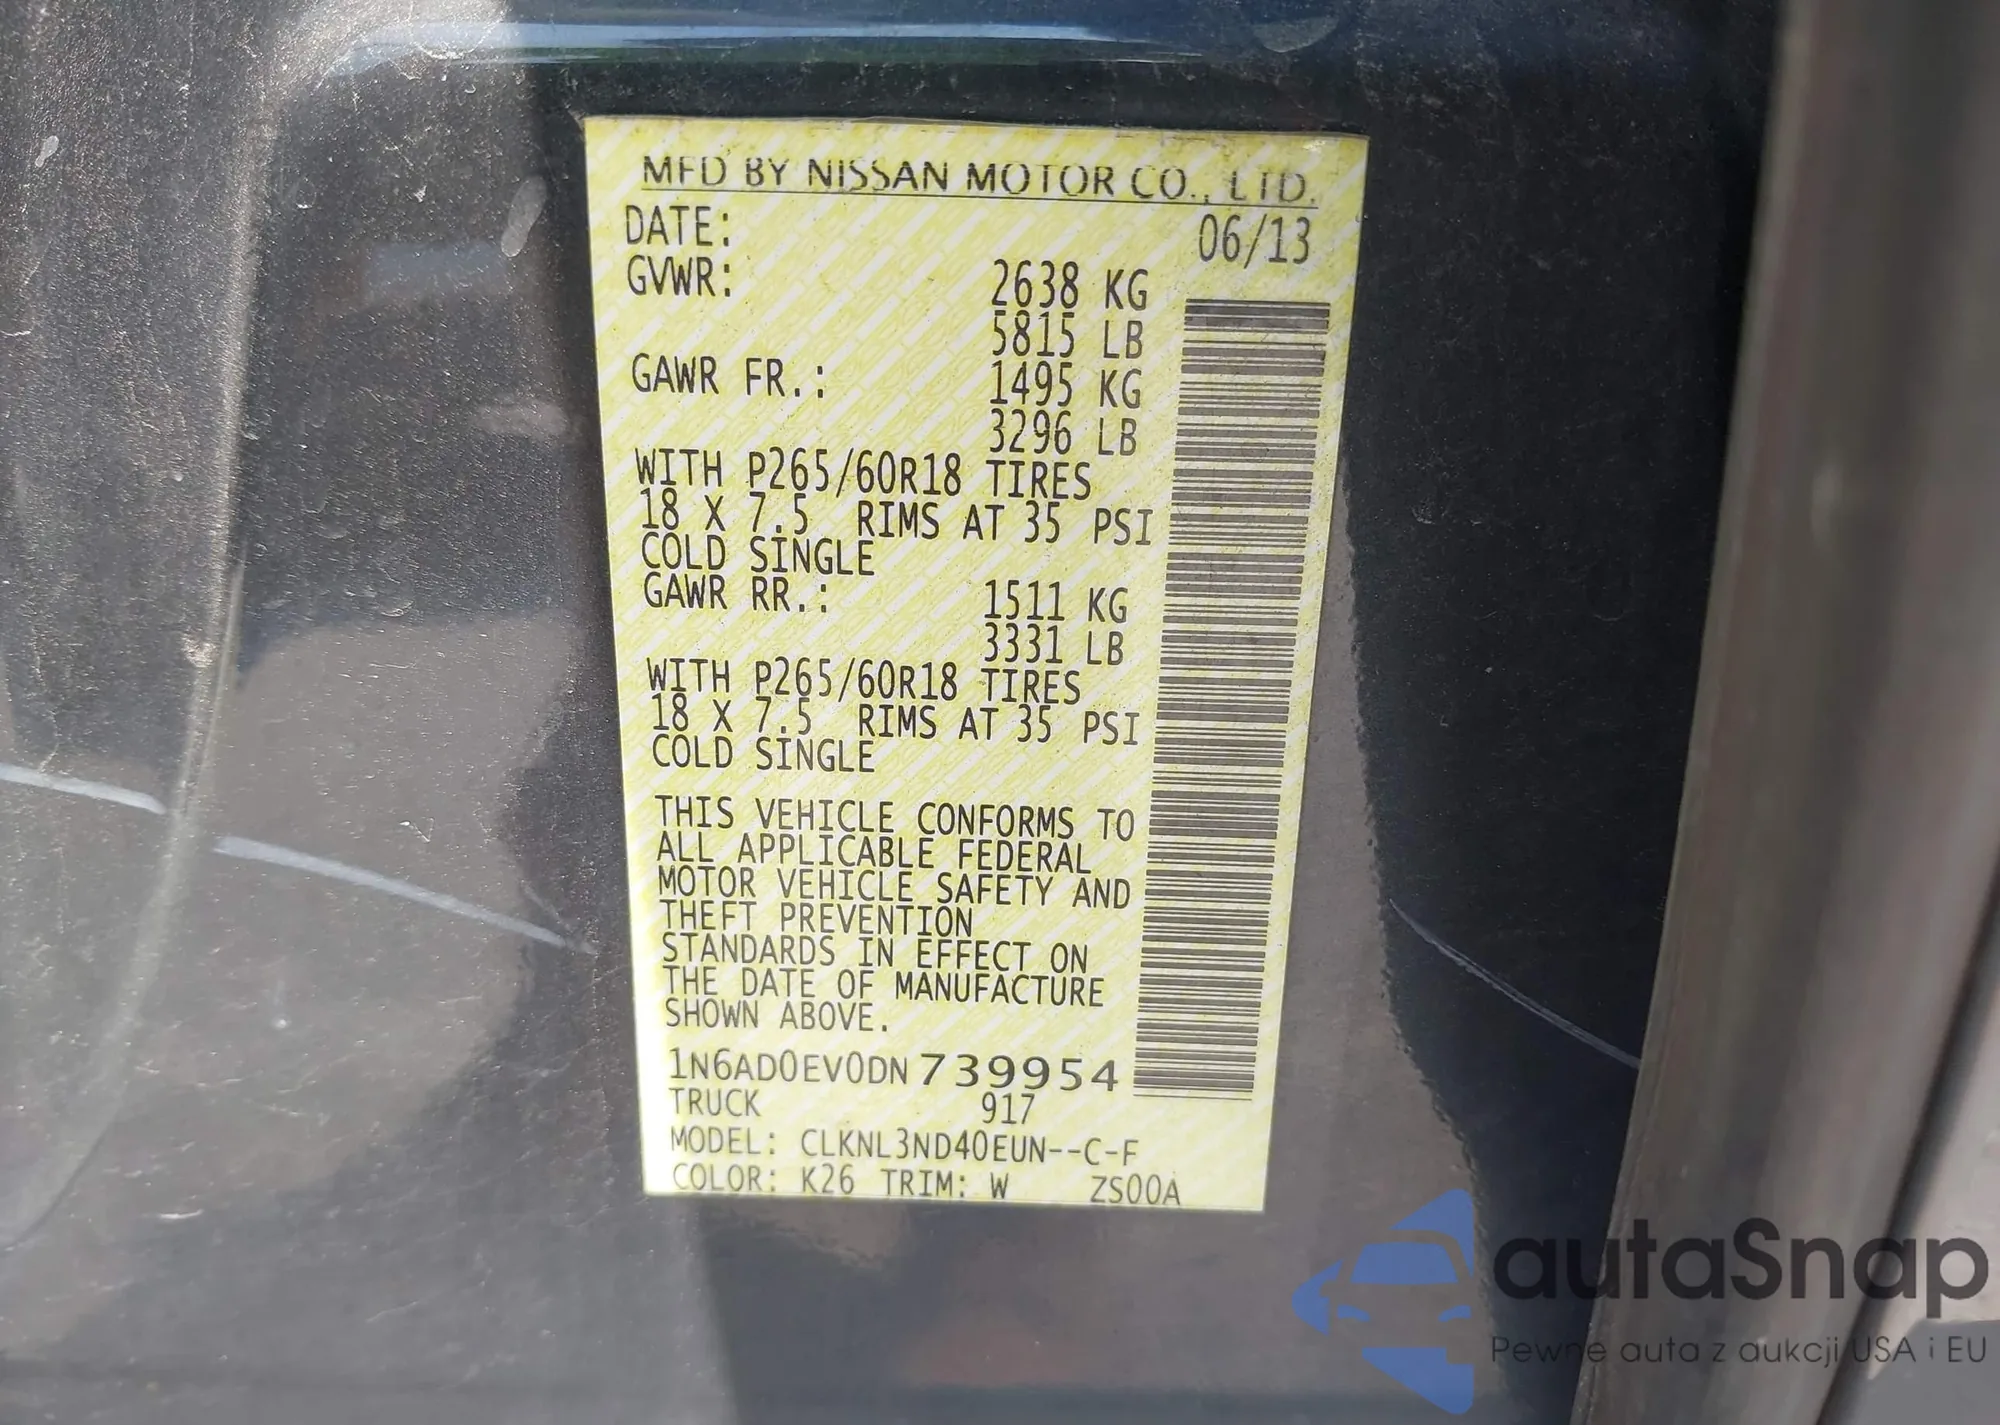 MFD BY NISSAN MOTOR CO., LTD.
DATE: 06/13
GVWR: 2638 KG
5815 LB
GAWR FR.: 1495 KG
3296 LB
WITH P265/60R18 TIRES
18 X 7.5 RIMS AT 35 PSI
COLD SINGLE
GAWR RR.: 1511 KG
3331 LB
WITH P265/60R18 TIRES
18 X 7.5 RIMS AT 35 PSI
COLD SINGLE
THIS VEHICLE CONFORMS TO
ALL APPLICABLE FEDERAL
MOTOR VEHICLE SAFETY AND
THEFT PREVENTION
STANDARDS IN EFFECT ON
THE DATE OF MANUFACTURE
SHOWN ABOVE.
1N6AD0EV0DN739954
TRUCK 917
MODEL: CLKNL3ND40EUN--C-F
COLOR: K26 TRIM: W ZS00A
autaSnap
Pewne auta z aukcji USA i EU